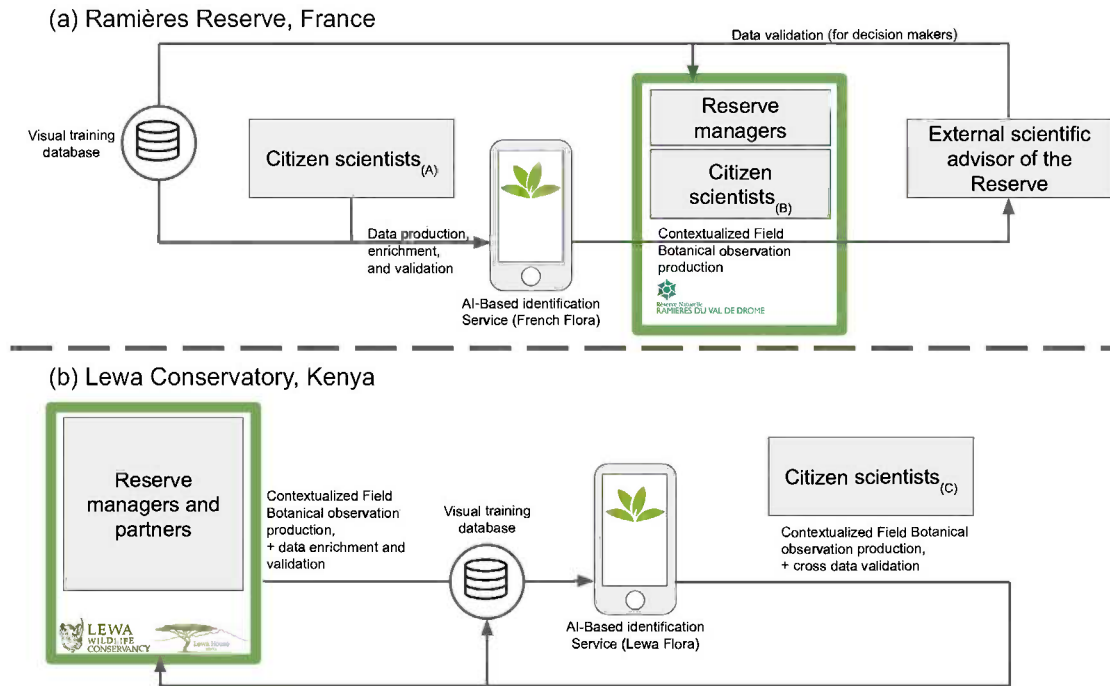 (a) Ramières Reserve, France
Data validation (for decision makers)
Visual training
database
Citizen scientists(A)
Reserve
managers
Citizen
scientists(B)
External scientific
advisor of the
Reserve
Data production,
enrichment,
and validation
Contextualized Field
Botanical observation
production
AI-Based identification
Service (French Flora)
Réserve Naturelle
RAMIERES DU VAL DE DROME
(b) Lewa Conservatory, Kenya
Reserve
managers and
partners
Contextualized Field
Botanical observation
production,
+ data enrichment and
validation
Visual training
database
Citizen scientists(C)
Contextualized Field Botanical
observation production,
+ cross data validation
AI-Based identification
Service (Lewa Flora)
LEWA
WILDLIFE
CONSERVANCY
Lewa House